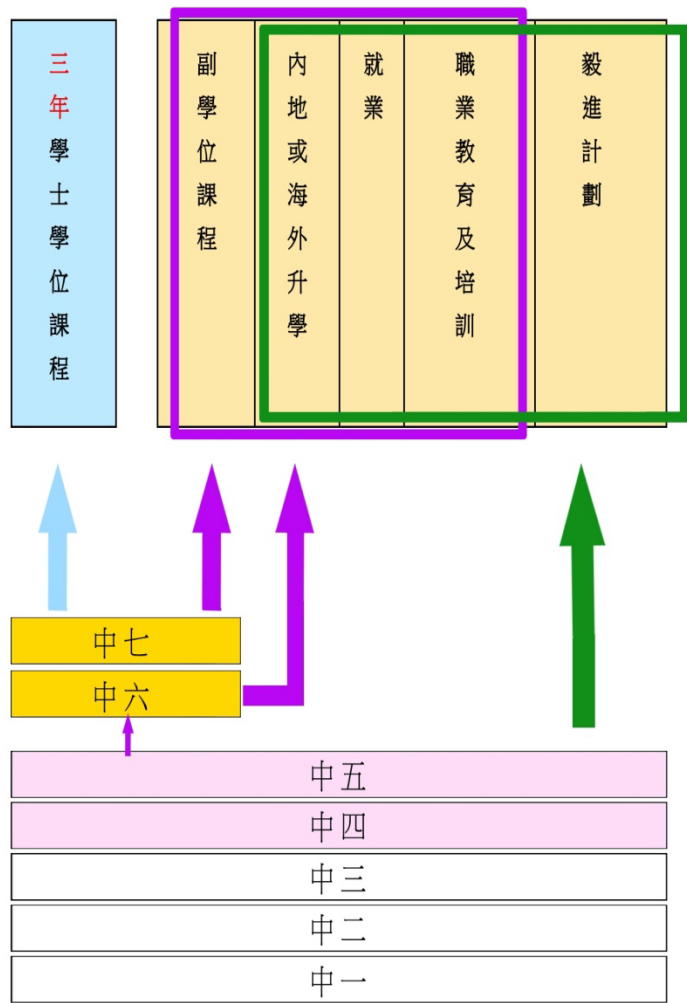 三年學士學位課程
副學位課程
內地或海外升學
就業
職業教育及培訓
毅進計劃
中七
中六
中五
中四
中三
中二
中一